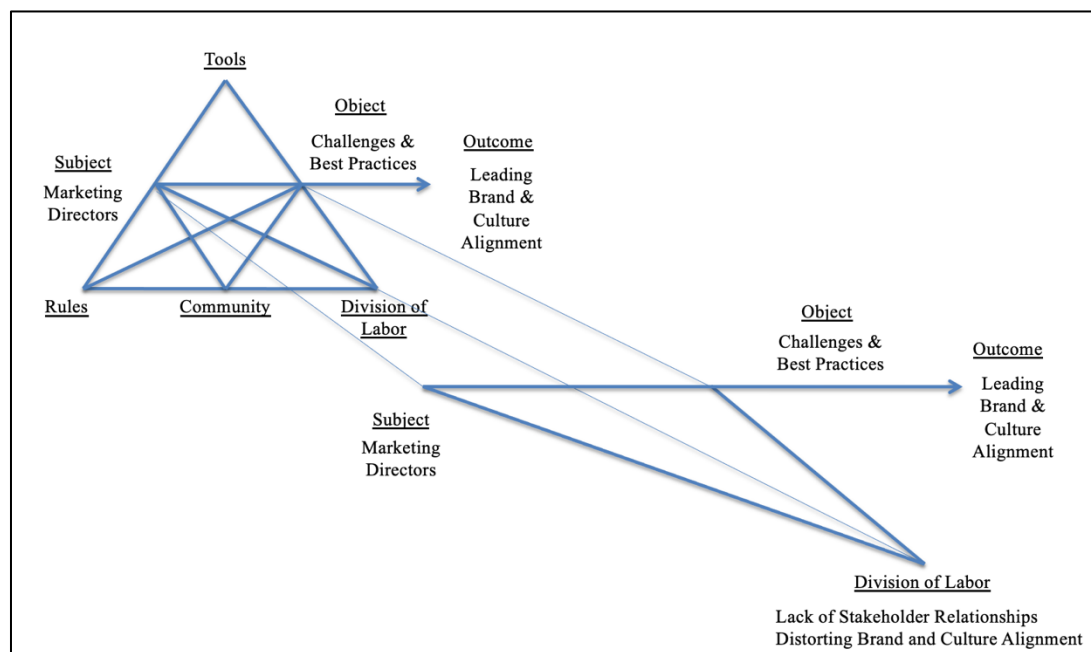 Tools
Object
Challenges &
Best Practices
Outcome
Leading
Brand &
Culture
Alignment
Subject
Marketing
Directors
Rules
Community
Division of
Labor
Object
Challenges &
Best Practices
Outcome
Leading
Brand &
Culture
Alignment
Subject
Marketing
Directors
Division of Labor
Lack of Stakeholder Relationships
Distorting Brand and Culture Alignment